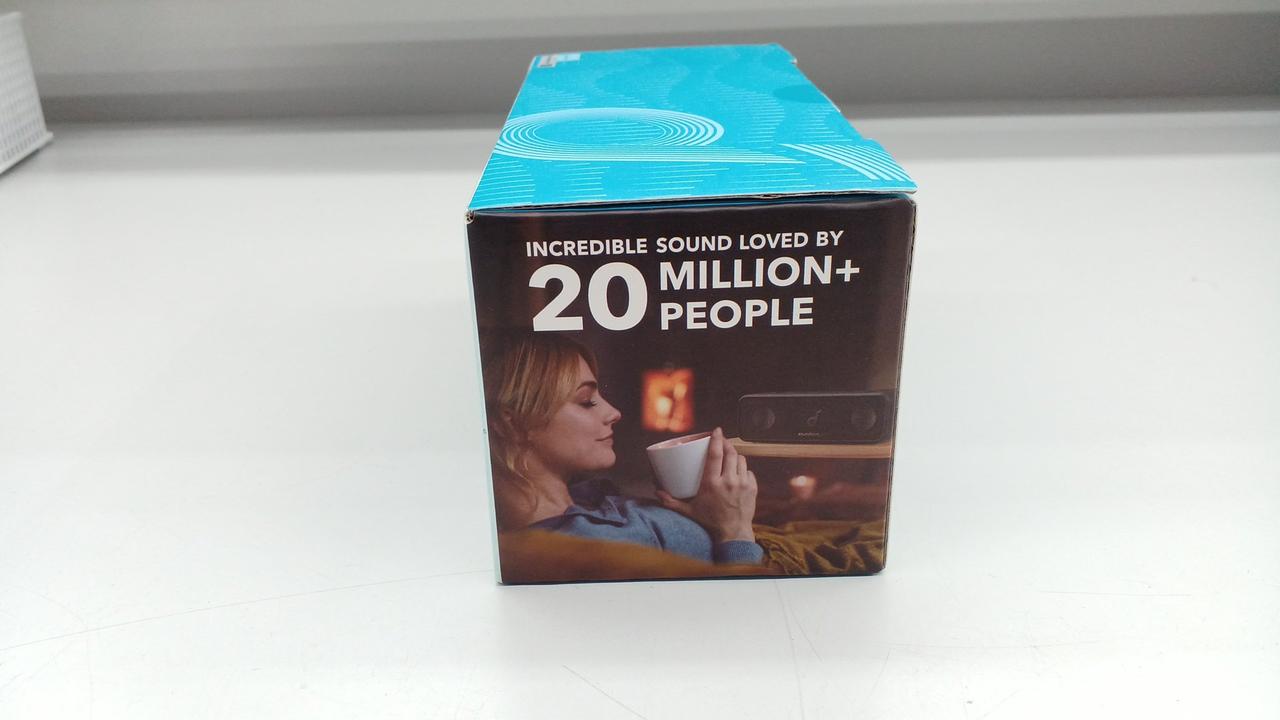 INCREDIBLE SOUND LOVED BY
20 MILLION+
PEOPLE